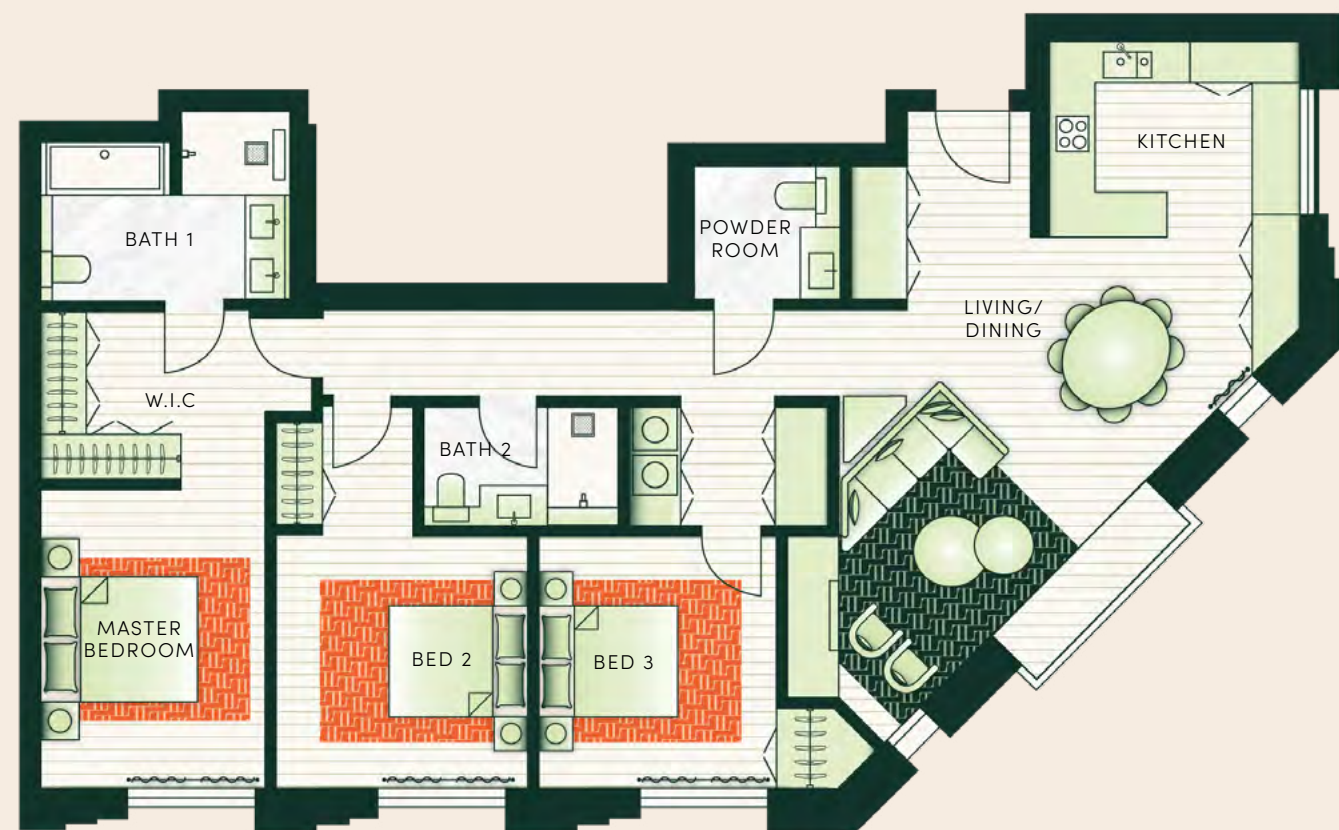 KITCHEN
POWDER
ROOM
BATH 1
LIVING/
DINING
W.I.C
BATH 2
MASTER
BEDROOM
BED 2
BED 3